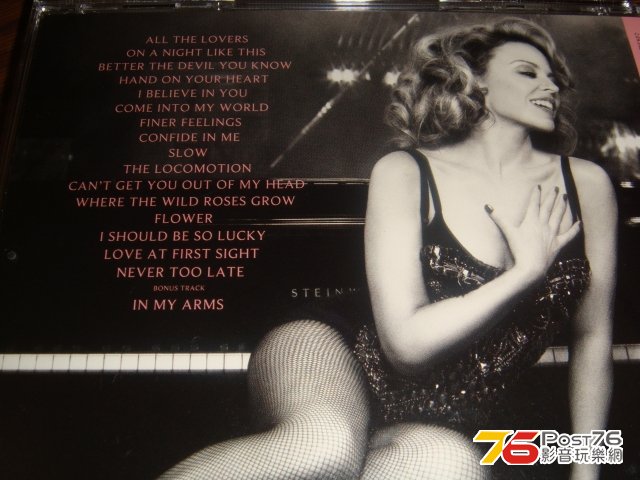 ALL THE LOVERS
ON A NIGHT LIKE THIS
BETTER THE DEVIL YOU KNOW
HAND ON YOUR HEART
I BELIEVE IN YOU
COME INTO MY WORLD
FINER FEELINGS
CONFIDE IN ME
SLOW
THE LOCOMOTION
CAN'T GET YOU OUT OF MY HEAD
WHERE THE WILD ROSES GROW
FLOWER
I SHOULD BE SO LUCKY
LOVE AT FIRST SIGHT
NEVER TOO LATE
BONUS TRACK
IN MY ARMS
STEINW
76 POST76
影音玩樂網